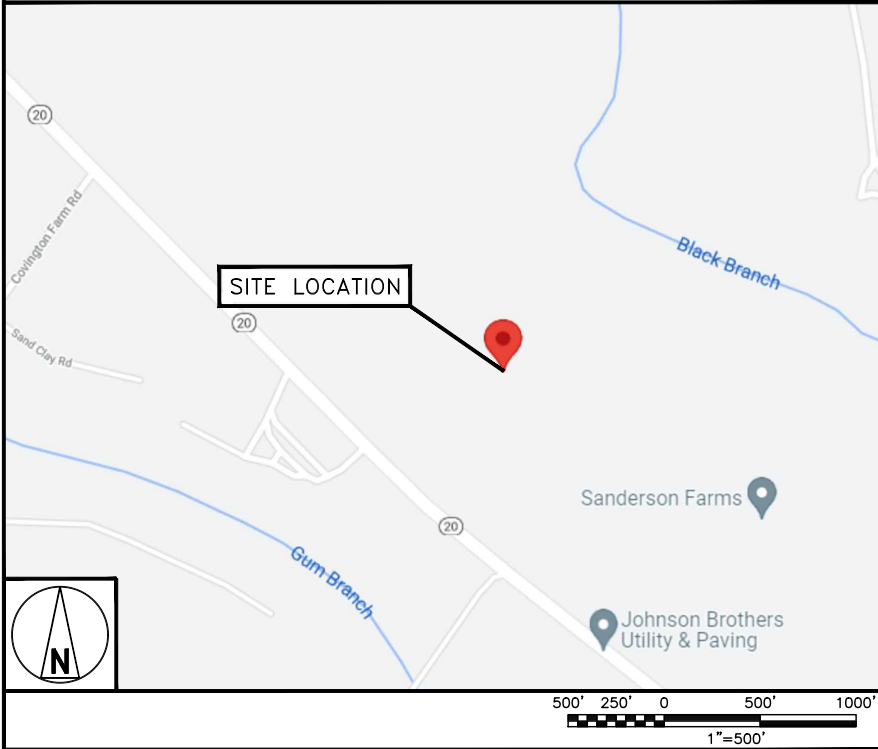 20
Covington Farm Rd
Black Branch
SITE LOCATION
20
Sand Clay Rd
Sanderson Farms
20
Gum Branch
Johnson Brothers
Utility & Paving
N
500' 250' 0 500' 1000'
1"=500'